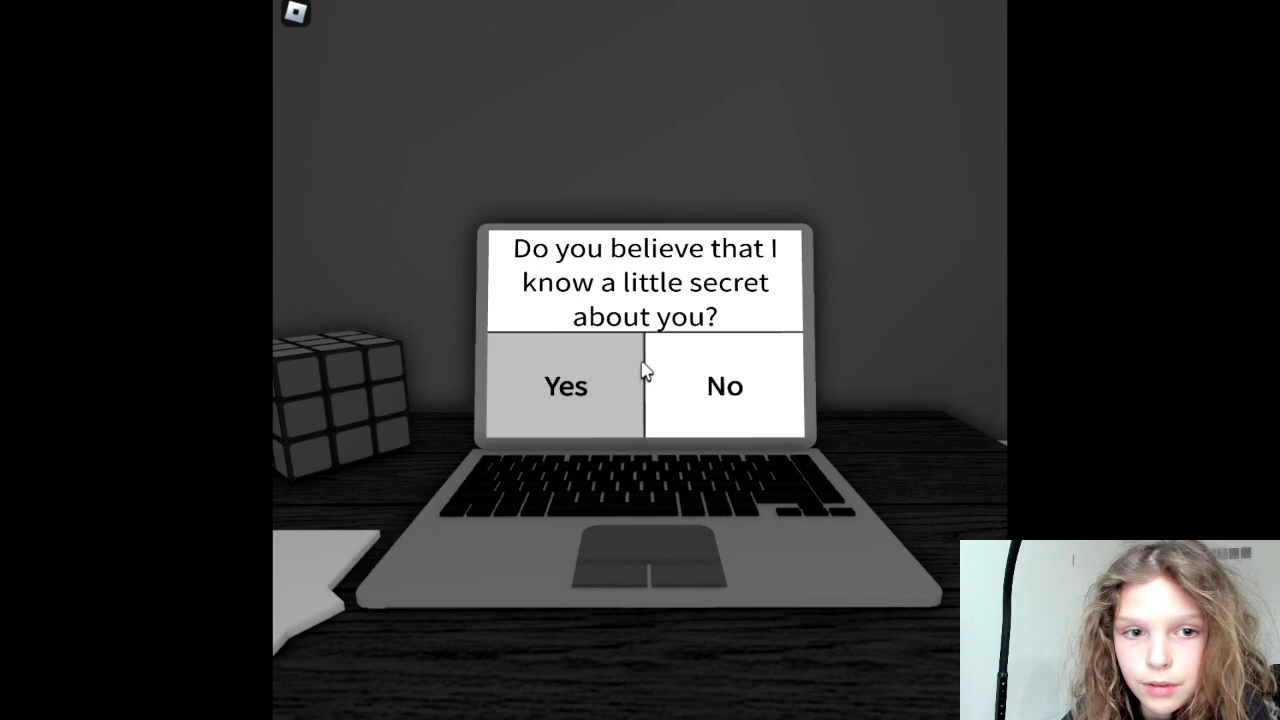 Do you believe that I
know a little secret
about you?
Yes
No